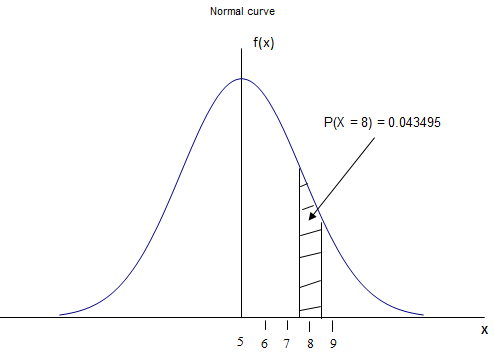 Normal curve
f(x)
P(X = 8) = 0.043495
x
5 6 7 8 9